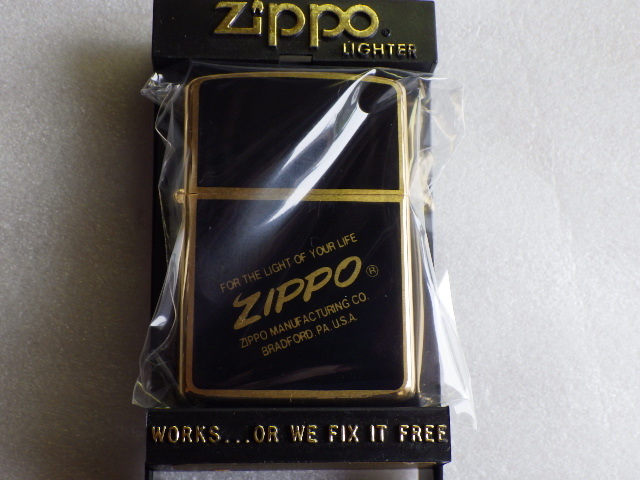 Zippo
LIGHTER
FOR THE LIGHT OF YOUR LIFE
ZIPPO ®
ZIPPO MANUFACTURING CO.
BRADFORD. PA. U.S.A.
WORKS...OR WE FIX IT FREE